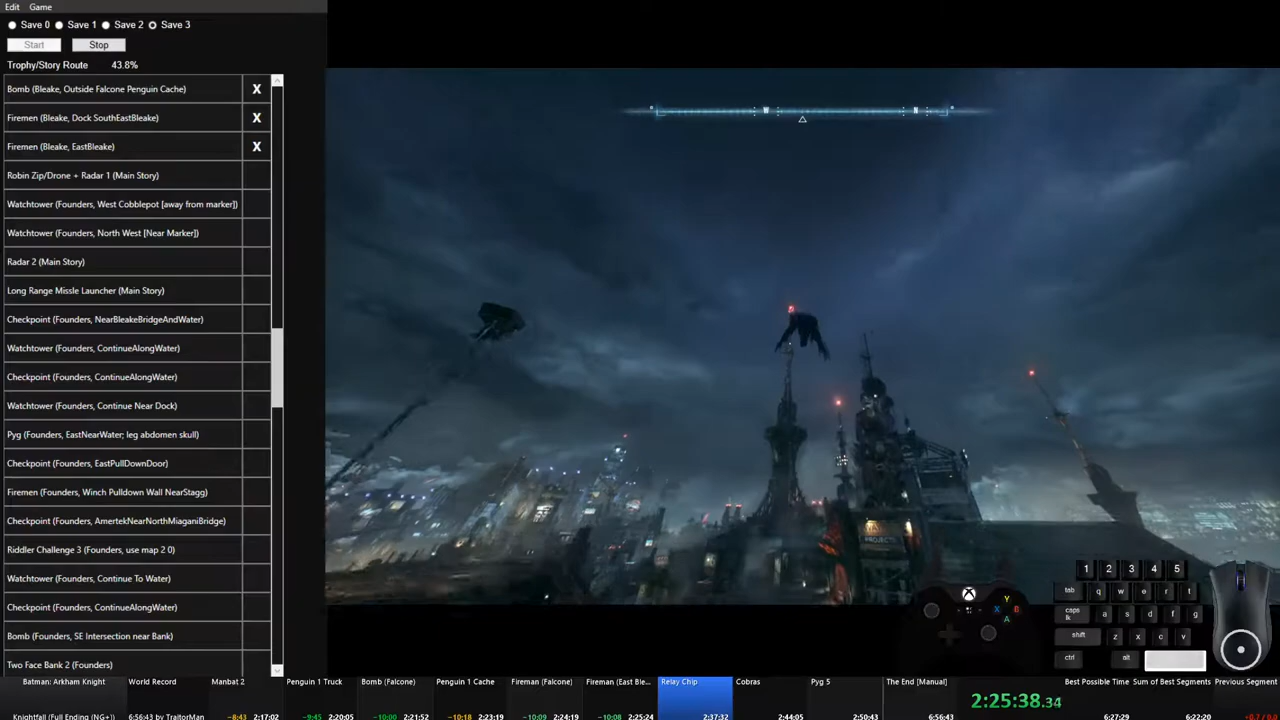 Edit Game
Save 0 Save 1 Save 2 Save 3
Start Stop
Trophy/Story Route 43.8%
Bomb (Bleake, Outside Falcone Penguin Cache) X
Firemen (Bleake, Dock SouthEastBleake) X
Firemen (Bleake, EastBleake) X
Robin Zip/Drone + Radar 1 (Main Story)
Watchtower (Founders, West Cobblepot [away from marker])
Watchtower (Founders, North West [Near Marker])
Radar 2 (Main Story)
Long Range Missle Launcher (Main Story)
Checkpoint (Founders, NearBleakeBridgeAndWater)
Watchtower (Founders, ContinueAlongWater)
Checkpoint (Founders, ContinueAlongWater)
Watchtower (Founders, Continue Near Dock)
Pyg (Founders, EastNearWater; leg abdomen skull)
Checkpoint (Founders, EastPullDownDoor)
Firemen (Founders, Winch Pulldown Wall NearStagg)
Checkpoint (Founders, AmertekNearNorthMiaganiBridge)
Riddler Challenge 3 (Founders, use map 2 0)
Watchtower (Founders, Continue To Water)
Checkpoint (Founders, ContinueAlongWater)
Bomb (Founders, SE Intersection near Bank)
Two Face Bank 2 (Founders)
W N
PROJECTS
1 2 3 4 5
tab q w e r t
caps lk a s d f g
shift z x c v
ctrl alt
Y X B A
Batman: Arkham Knight World Record Manbat 2 Penguin 1 Truck Bomb (Falcone) Penguin 1 Cache Fireman (Falcone) Fireman (East Ble... Relay Chip Cobras Pyg 5 The End [Manual] 2:25:38.34 Best Possible Time Sum of Best Segments Previous Segment
Knightfall (Full Ending (NG+)) 6:56:43 by TraitorMan -8:43 2:17:02 -9:45 2:20:05 -10:00 2:21:52 -10:18 2:23:19 -10:09 2:24:19 -10:08 2:25:24 2:37:32 2:44:05 2:50:43 6:56:43 6:27:29 6:22:20 -0.7 / 0.0